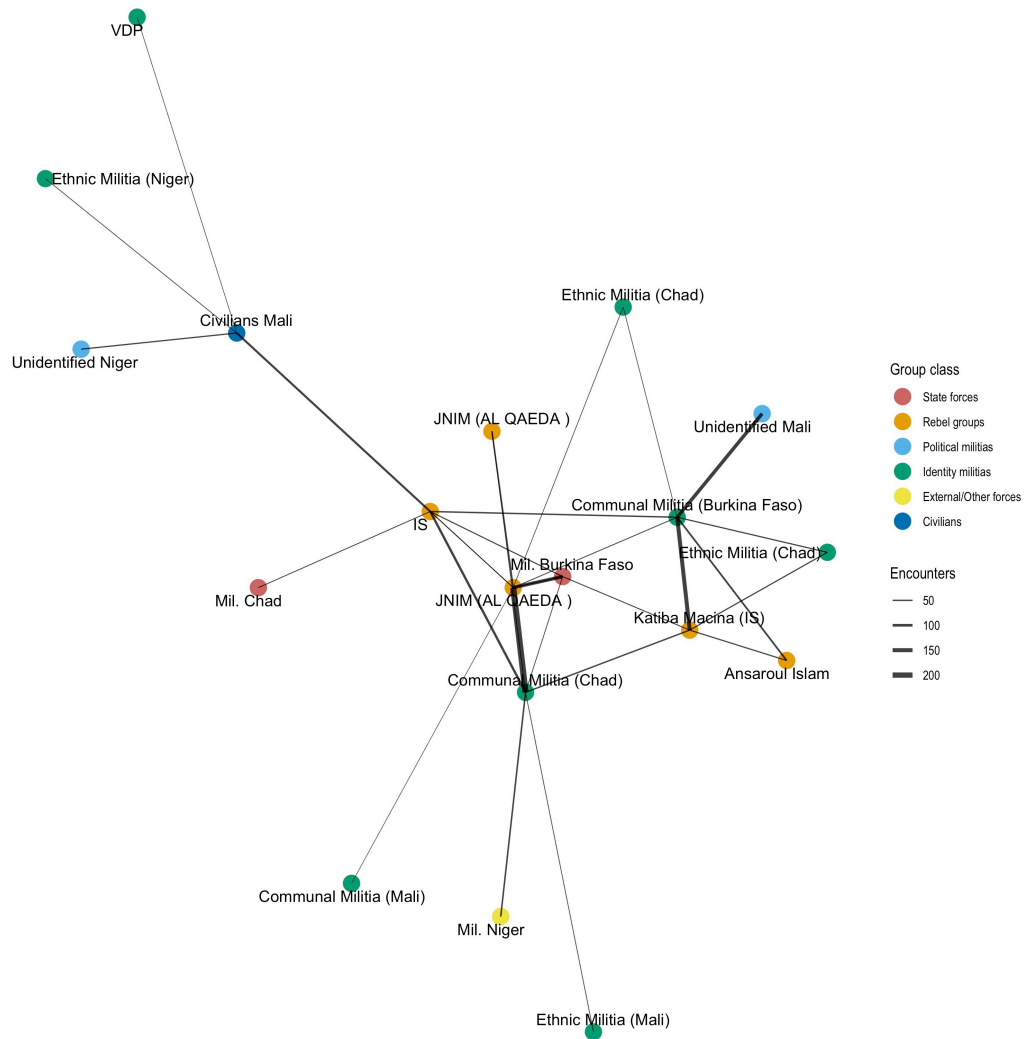 VDP
Ethnic Militia (Niger)
Civilians Mali
Unidentified Niger
Ethnic Militia (Chad)
JNIM (AL QAEDA )
Unidentified Mali
Communal Militia (Burkina Faso)
IS
Ethnic Militia (Chad)
Mil. Burkina Faso
Mil. Chad
JNIM (AL QAEDA )
Katiba Macina (IS)
Ansaroul Islam
Communal Militia (Chad)
Communal Militia (Mali)
Mil. Niger
Ethnic Militia (Mali)
Group class
State forces
Rebel groups
Political militias
Identity militias
External/Other forces
Civilians
Encounters
50
100
150
200